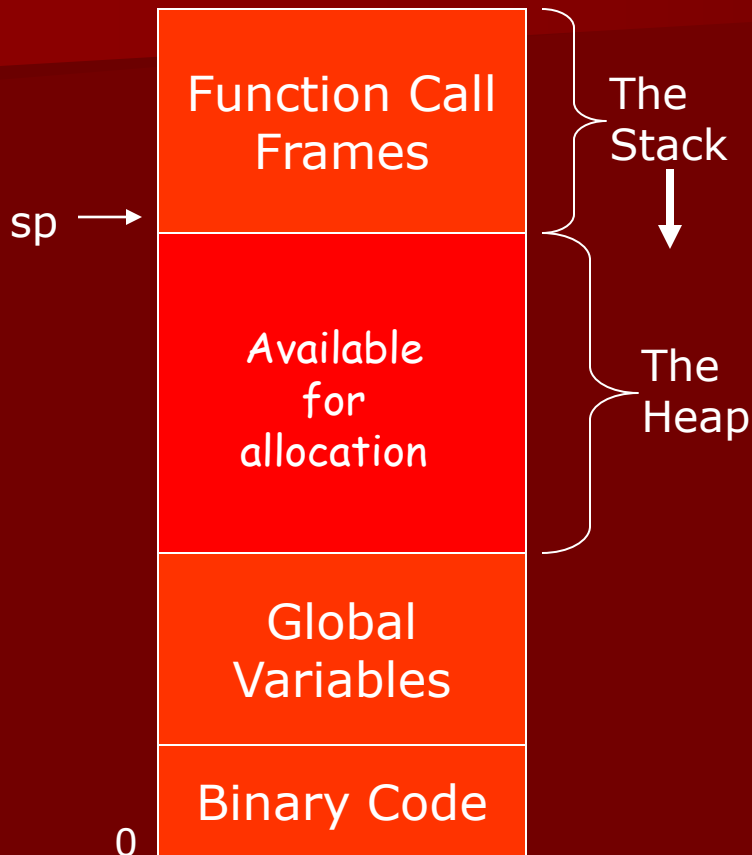 Function Call
Frames
The
Stack
sp
Available
for
allocation
The
Heap
Global
Variables
Binary Code
0